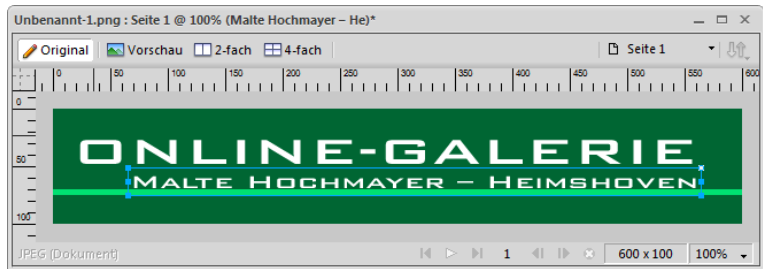 Unbenannt-1.png : Seite 1 @ 100% (Malte Hochmayer – He)*
Original Vorschau 2-fach 4-fach Seite 1
0 50 100 150 200 250 300 350 400 450 500 550 600
0
50
100
ONLINE-GALERIE
MALTE HOCHMAYER – HEIMSHOVEN
JPEG (Dokument) 1 600 x 100 100%